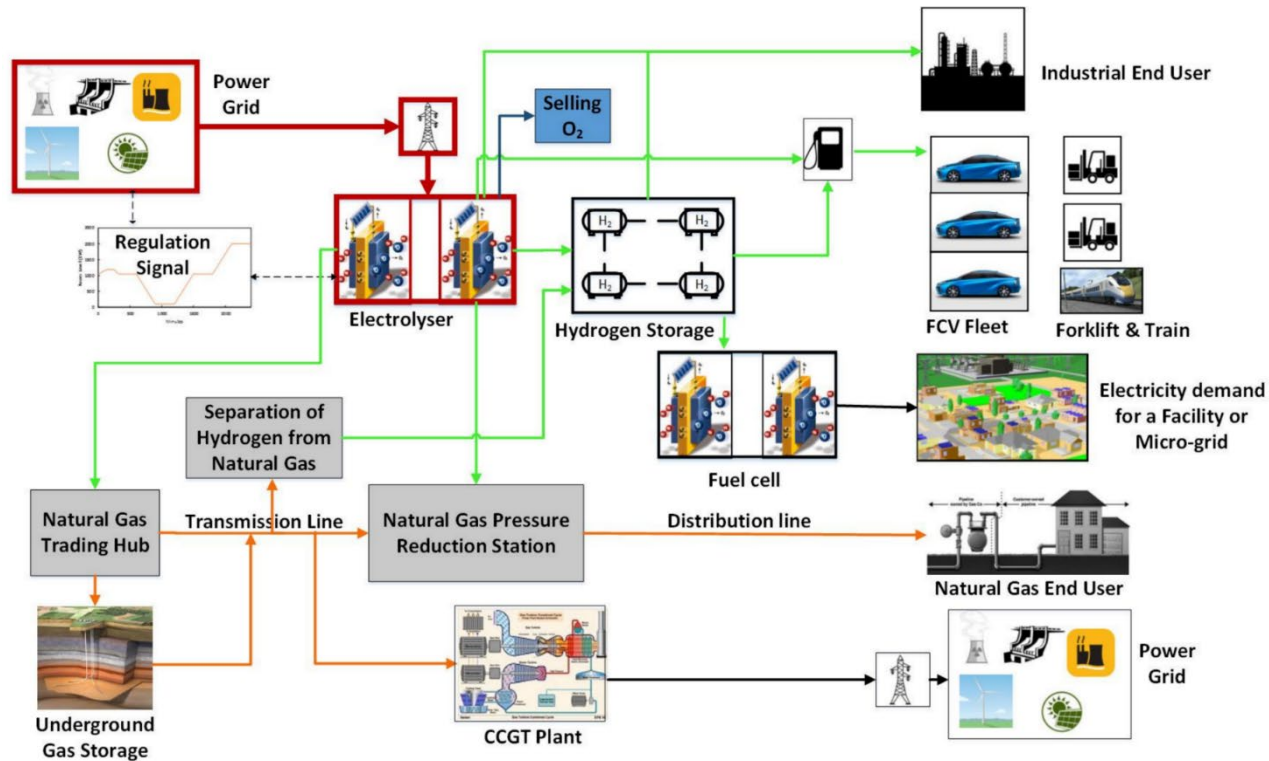 Power
Grid
Selling
O₂
Industrial End User
Regulation
Signal
Electrolyser
H₂
H₂
H₂
H₂
Hydrogen Storage
FCV Fleet
Forklift & Train
Separation of
Hydrogen from
Natural Gas
Fuel cell
Electricity demand
for a Facility or
Micro-grid
Natural Gas
Trading Hub
Transmission Line
Natural Gas Pressure
Reduction Station
Distribution line
Natural Gas End User
Underground
Gas Storage
CCGT Plant
Power
Grid